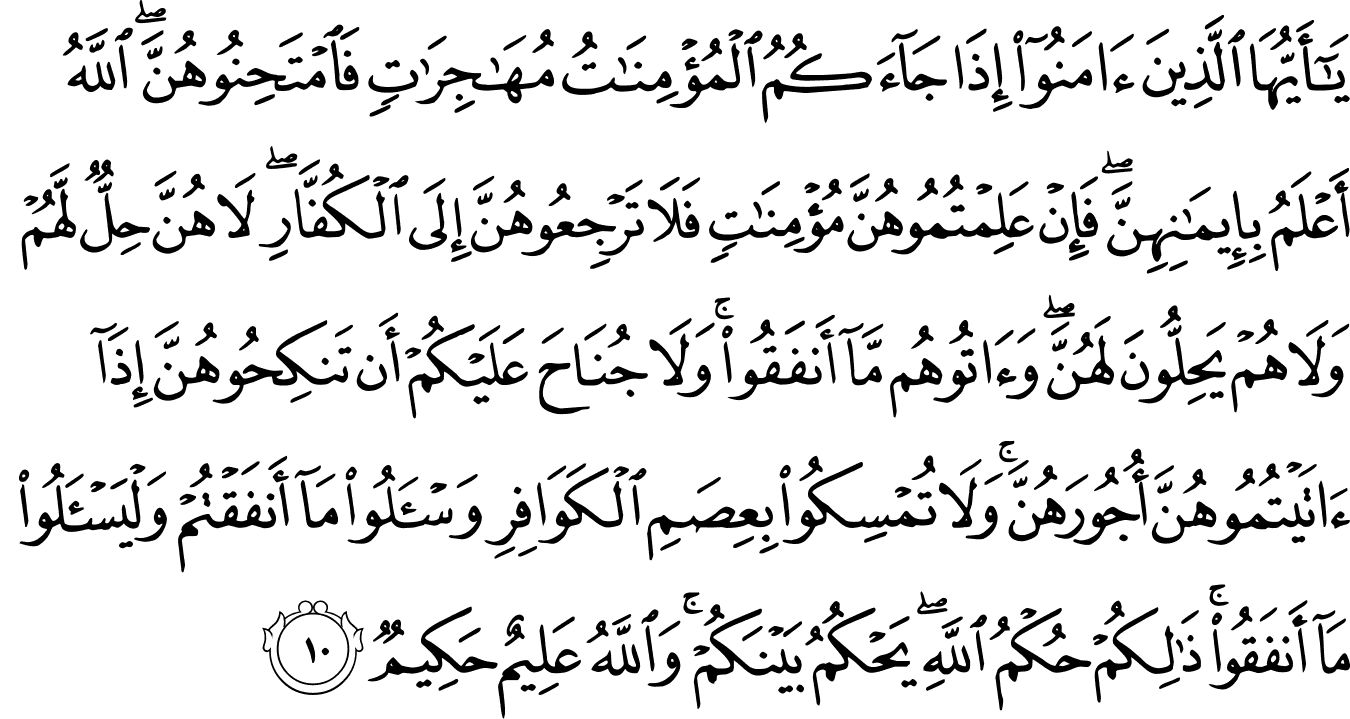 يَـٰٓأَيُّهَا ٱلَّذِينَ ءَامَنُوٓا۟ إِذَا جَآءَكُمُ ٱلْمُؤْمِنَـٰتُ مُهَـٰجِرَٰتٍ فَٱمْتَحِنُوهُنَّ ۖ ٱللَّهُ
أَعْلَمُ بِإِيمَـٰنِهِنَّ ۖ فَإِنْ عَلِمْتُمُوهُنَّ مُؤْمِنَـٰتٍ فَلَا تَرْجِعُوهُنَّ إِلَى ٱلْكُفَّارِ ۖ لَا هُنَّ حِلٌّ لَّهُمْ
وَلَا هُمْ يَحِلُّونَ لَهُنَّ ۖ وَءَاتُوهُم مَّآ أَنفَقُوا۟ ۚ وَلَا جُنَاحَ عَلَيْكُمْ أَن تَنكِحُوهُنَّ إِذَآ
ءَاتَيْتُمُوهُنَّ أُجُورَهُنَّ ۚ وَلَا تُمْسِكُوا۟ بِعِصَمِ ٱلْكَوَافِرِ وَسْـَٔلُوا۟ مَآ أَنفَقْتُمْ وَلْيَسْـَٔلُوا۟
مَآ أَنفَقُوا۟ ۚ ذَٰلِكُمْ حُكْمُ ٱللَّهِ ۖ يَحْكُمُ بَيْنَكُمْ ۚ وَٱللَّهُ عَلِيمٌ حَكِيمٌ ١٠